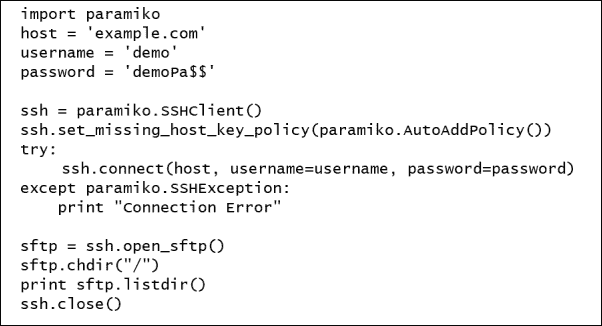 import paramiko
host = 'example.com'
username = 'demo'
password = 'demoPa$$'

ssh = paramiko.SSHClient()
ssh.set_missing_host_key_policy(paramiko.AutoAddPolicy())
try:
    ssh.connect(host, username=username, password=password)
except paramiko.SSHException:
    print "Connection Error"

sftp = ssh.open_sftp()
sftp.chdir("/")
print sftp.listdir()
ssh.close()